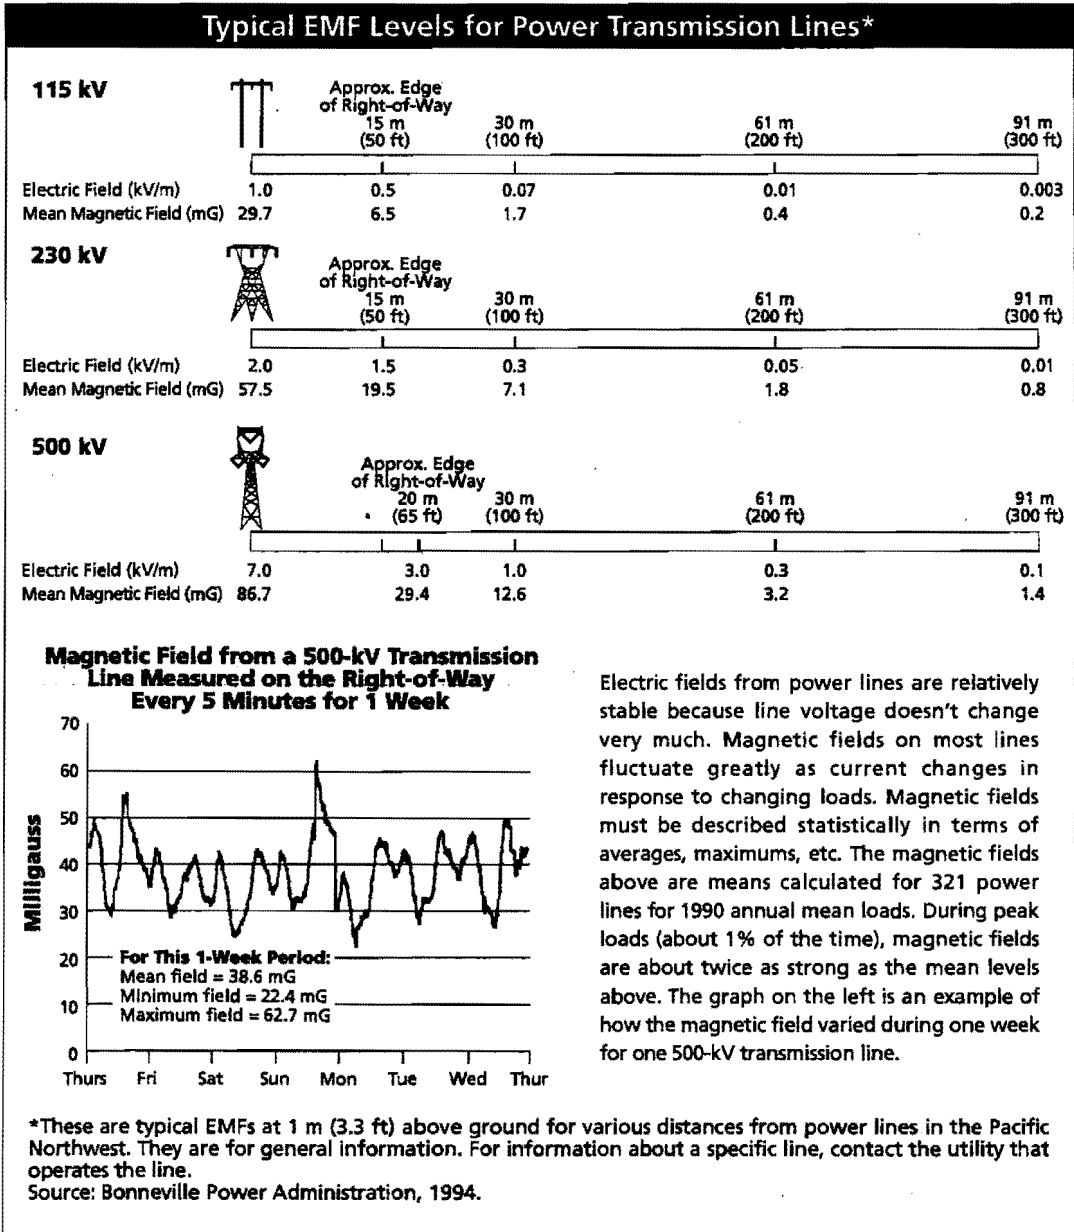 Typical EMF Levels for Power Transmission Lines*
115 kV
Approx. Edge
of Right-of-Way
15 m 30 m 61 m 91 m
(50 ft) (100 ft) (200 ft) (300 ft)
Electric Field (kV/m) 1.0 0.5 0.07 0.01 0.003
Mean Magnetic Field (mG) 29.7 6.5 1.7 0.4 0.2
230 kV
Approx. Edge
of Right-of-Way
15 m 30 m 61 m 91 m
(50 ft) (100 ft) (200 ft) (300 ft)
Electric Field (kV/m) 2.0 1.5 0.3 0.05 0.01
Mean Magnetic Field (mG) 57.5 19.5 7.1 1.8 0.8
500 kV
Approx. Edge
of Right-of-Way
20 m 30 m 61 m 91 m
(65 ft) (100 ft) (200 ft) (300 ft)
Electric Field (kV/m) 7.0 3.0 1.0 0.3 0.1
Mean Magnetic Field (mG) 86.7 29.4 12.6 3.2 1.4
Magnetic Field from a 500-kV Transmission
Line Measured on the Right-of-Way
Every 5 Minutes for 1 Week
70
60
50
40
30
20
10
0
Milligauss
For This 1-Week Period:
Mean field = 38.6 mG
Minimum field = 22.4 mG
Maximum field = 62.7 mG
Thurs Fri Sat Sun Mon Tue Wed Thur
Electric fields from power lines are relatively
stable because line voltage doesn't change
very much. Magnetic fields on most lines
fluctuate greatly as current changes in
response to changing loads. Magnetic fields
must be described statistically in terms of
averages, maximums, etc. The magnetic fields
above are means calculated for 321 power
lines for 1990 annual mean loads. During peak
loads (about 1% of the time), magnetic fields
are about twice as strong as the mean levels
above. The graph on the left is an example of
how the magnetic field varied during one week
for one 500-kV transmission line.
*These are typical EMFs at 1 m (3.3 ft) above ground for various distances from power lines in the Pacific
Northwest. They are for general information. For information about a specific line, contact the utility that
operates the line.
Source: Bonneville Power Administration, 1994.